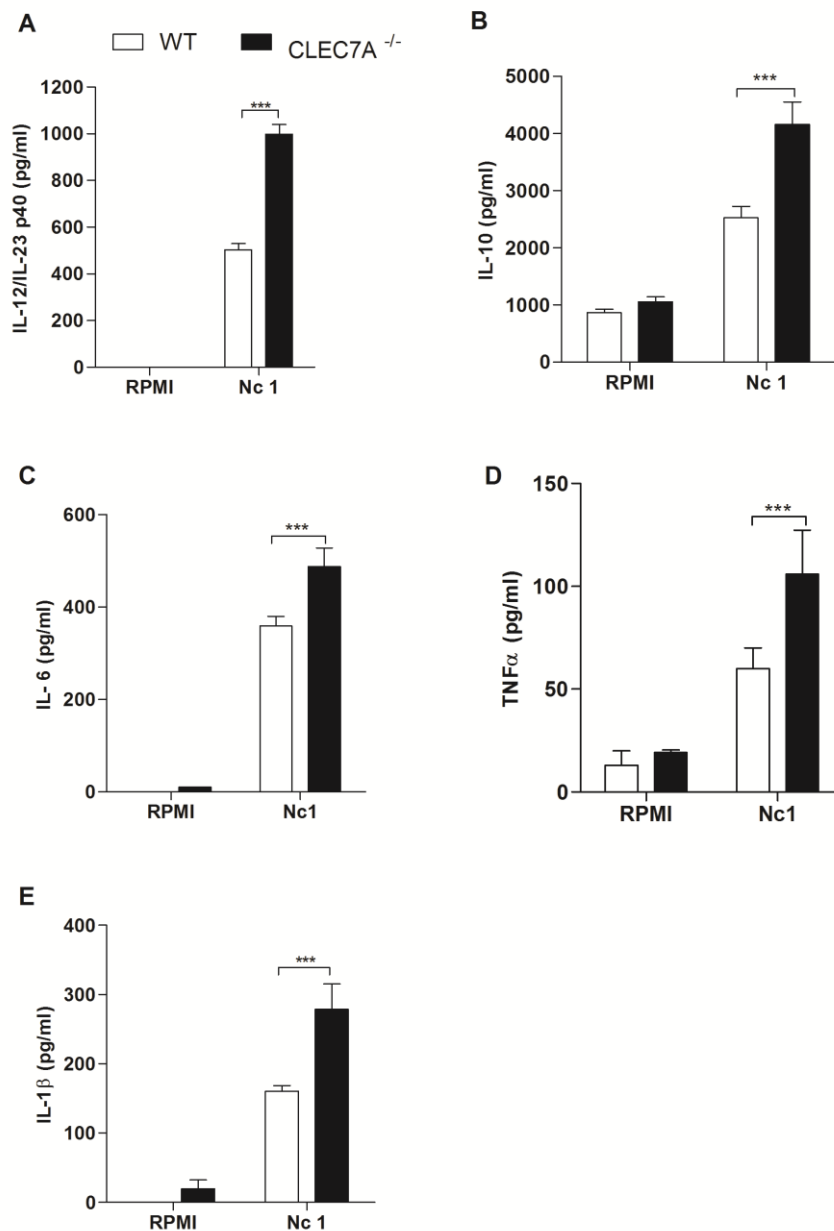 A
WT
CLEC7A -/-
IL-12/IL-23 p40 (pg/ml)
1200
1000
800
600
400
200
0
***
RPMI
Nc 1
B
IL-10 (pg/ml)
5000
4000
3000
2000
1000
0
***
RPMI
Nc 1
C
IL- 6 (pg/ml)
600
400
200
0
***
RPMI
Nc1
D
TNFα (pg/ml)
150
100
50
0
***
RPMI
Nc1
E
IL-1β (pg/ml)
400
300
200
100
0
***
RPMI
Nc 1